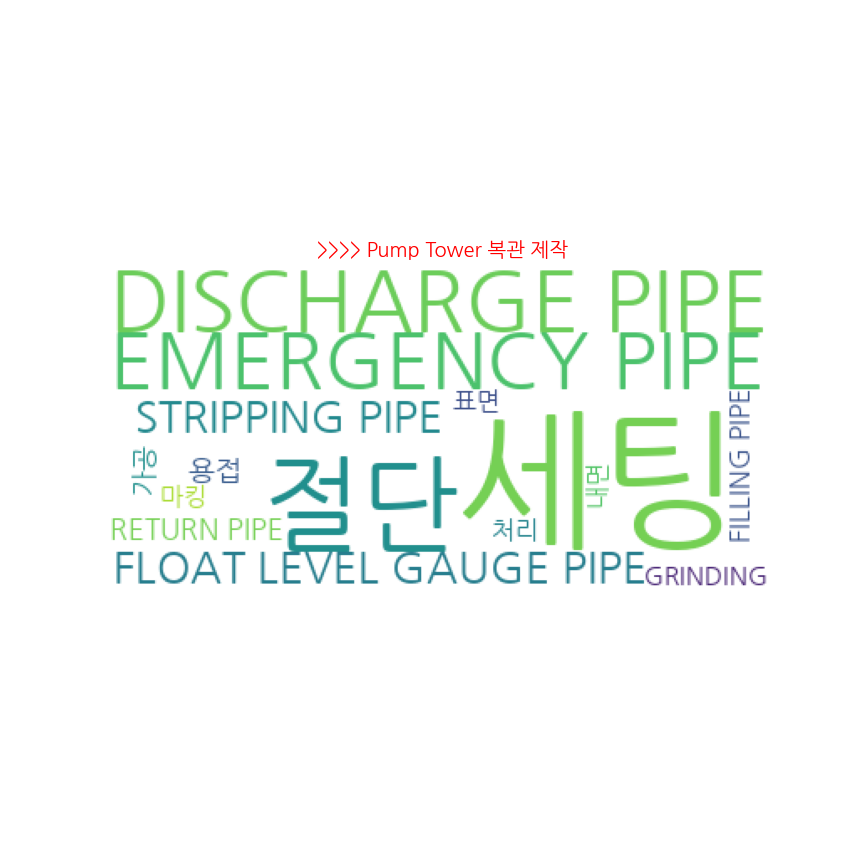 >>>> Pump Tower 복관 제작
DISCHARGE PIPE
EMERGENCY PIPE
STRIPPING PIPE
표면
FILLING PIPE
가공
용접
마킹
절단
세팅
내면
RETURN PIPE
처리
FLOAT LEVEL GAUGE PIPE
GRINDING